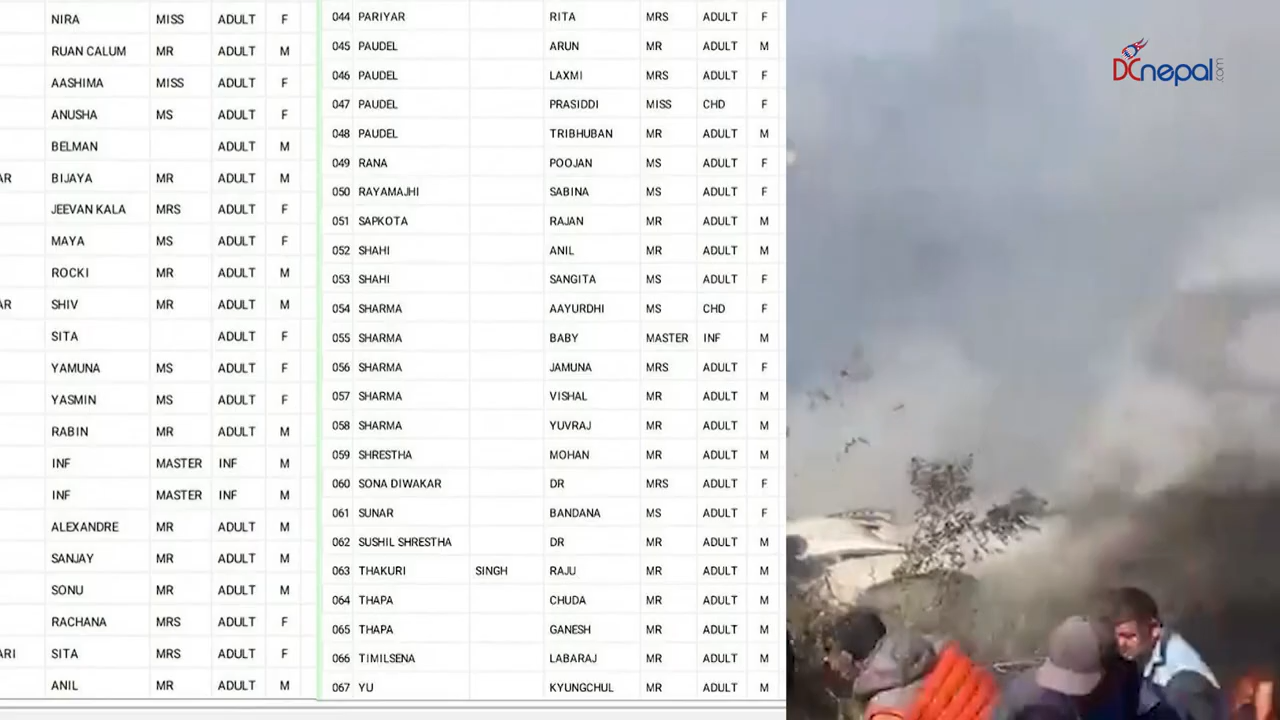 NIRA MISS ADULT F
RUAN CALUM MR ADULT M
AASHIMA MISS ADULT F
ANUSHA MS ADULT F
BELMAN ADULT M
AR BIJAYA MR ADULT M
JEEVAN KALA MRS ADULT F
MAYA MS ADULT F
ROCKI MR ADULT M
AR SHIV MR ADULT M
SITA ADULT F
YAMUNA MS ADULT F
YASMIN MS ADULT F
RABIN MR ADULT M
INF MASTER INF M
INF MASTER INF M
ALEXANDRE MR ADULT M
SANJAY MR ADULT M
SONU MR ADULT M
RACHANA MRS ADULT F
ARI SITA MRS ADULT F
ANIL MR ADULT M
044 PARIYAR RITA MRS ADULT F
045 PAUDEL ARUN MR ADULT M
046 PAUDEL LAXMI MRS ADULT F
047 PAUDEL PRASIDDI MISS CHD F
048 PAUDEL TRIBHUBAN MR ADULT M
049 RANA POOJAN MS ADULT F
050 RAYAMAJHI SABINA MS ADULT F
051 SAPKOTA RAJAN MR ADULT M
052 SHAHI ANIL MR ADULT M
053 SHAHI SANGITA MS ADULT F
054 SHARMA AAYURDHI MS CHD F
055 SHARMA BABY MASTER INF M
056 SHARMA JAMUNA MRS ADULT F
057 SHARMA VISHAL MR ADULT M
058 SHARMA YUVRAJ MR ADULT M
059 SHRESTHA MOHAN MR ADULT M
060 SONA DIWAKAR DR MRS ADULT F
061 SUNAR BANDANA MS ADULT F
062 SUSHIL SHRESTHA DR MR ADULT M
063 THAKURI SINGH RAJU MR ADULT M
064 THAPA CHUDA MR ADULT M
065 THAPA GANESH MR ADULT M
066 TIMILSENA LABARAJ MR ADULT M
067 YU KYUNGCHUL MR ADULT M
DCnepal.com